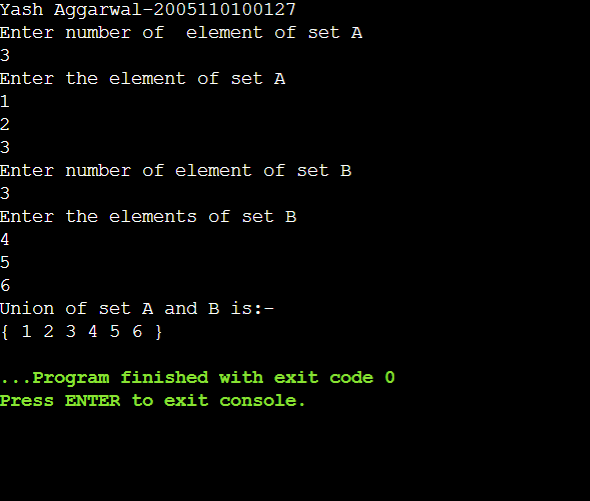 Yash Aggarwal-2005110100127
Enter number of  element of set A
3
Enter the element of set A
1
2
3
Enter number of element of set B
3
Enter the elements of set B
4
5
6
Union of set A and B is:-
{ 1 2 3 4 5 6 }
...Program finished with exit code 0
Press ENTER to exit console.